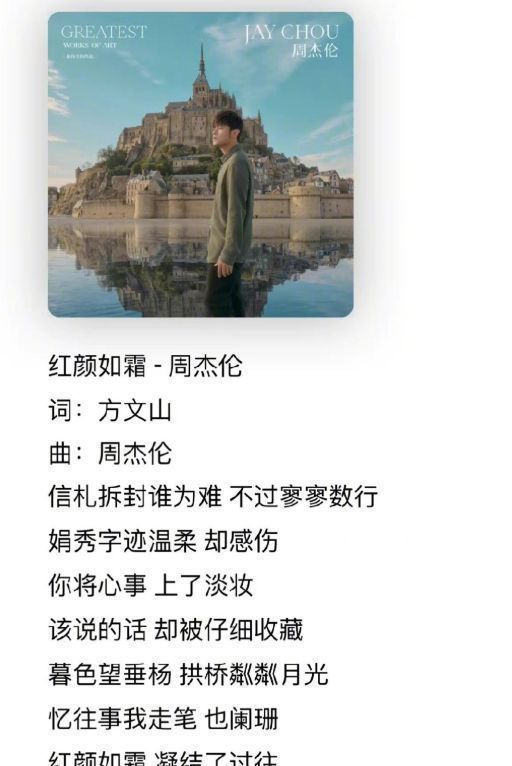 GREATEST
WORKS OF ART
JAY CHOU
周杰伦
红颜如霜 - 周杰伦
词：方文山
曲：周杰伦
信札拆封谁为难 不过寥寥数行
娟秀字迹温柔 却感伤
你将心事 上了淡妆
该说的话 却被仔细收藏
暮色望垂杨 拱桥粼粼月光
忆往事我走笔 也阑珊
红颜如霜 凝结了过往